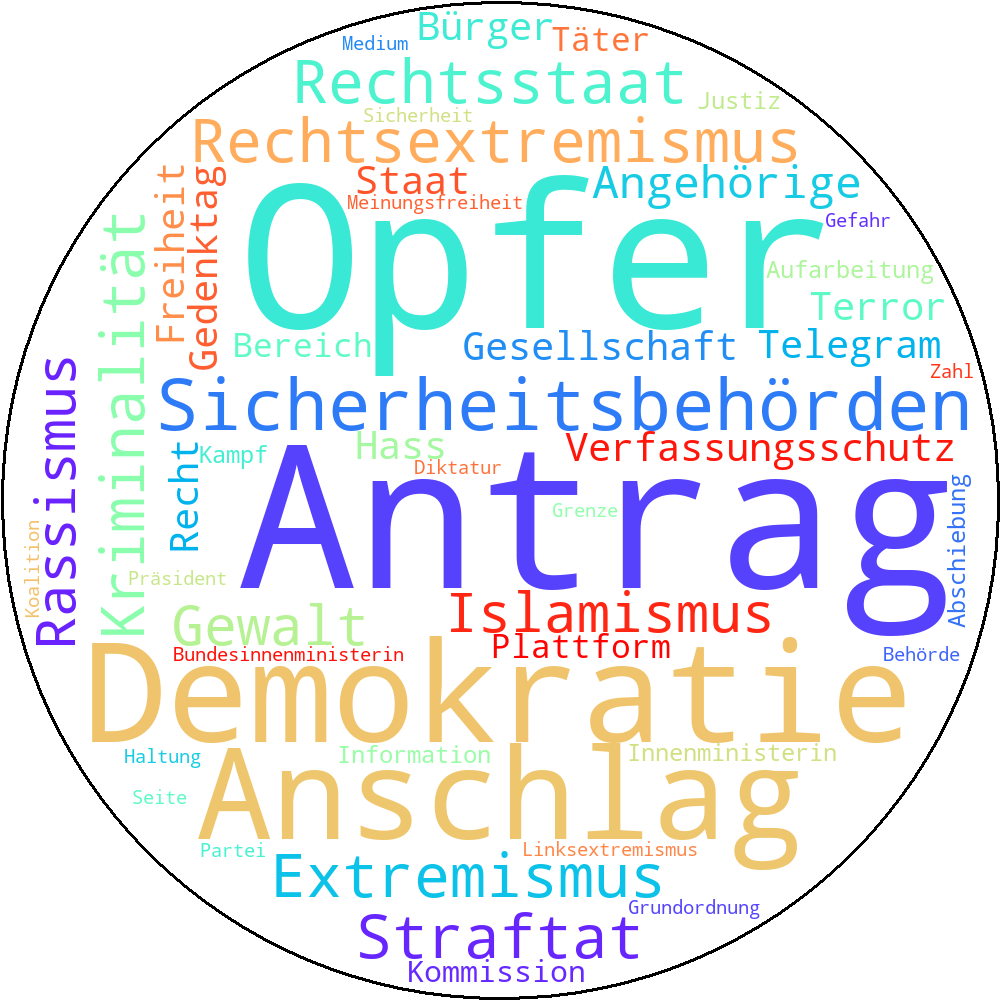 Bürger
Täter
Medium
Rechtsstaat
Justiz
Sicherheit
Rechtsextremismus
Staat
Angehörige
Meinungsfreiheit
Freiheit
Gedenktag
Opfer
Gefahr
Aufarbeitung
Terror
Kriminalität
Bereich
Gesellschaft
Telegram
Zahl
Rassismus
Sicherheitsbehörden
Hass
Verfassungsschutz
Recht
Kampf
Diktatur
Antrag
Grenze
Abschiebung
Koalition
Präsident
Gewalt
Islamismus
Plattform
Bundesinnenministerin
Behörde
Demokratie
Haltung
Information
Innenministerin
Anschlag
Seite
Partei
Linksextremismus
Extremismus
Grundordnung
Straftat
Kommission